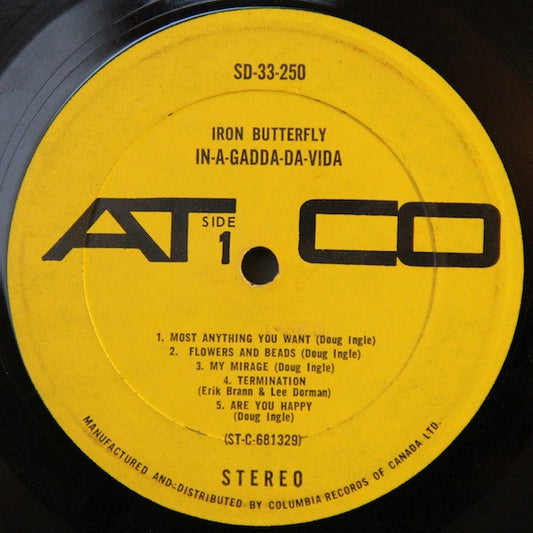 SD-33-250
IRON BUTTERFLY
IN-A-GADDA-DA-VIDA
ATCO
SIDE
1
1. MOST ANYTHING YOU WANT (Doug Ingle)
2. FLOWERS AND BEADS (Doug Ingle)
3. MY MIRAGE (Doug Ingle)
4. TERMINATION
(Erik Brann & Lee Dorman)
5. ARE YOU HAPPY
(Doug Ingle)
(ST-C-681329)
STEREO
MANUFACTURED AND DISTRIBUTED BY COLUMBIA RECORDS OF CANADA LTD.